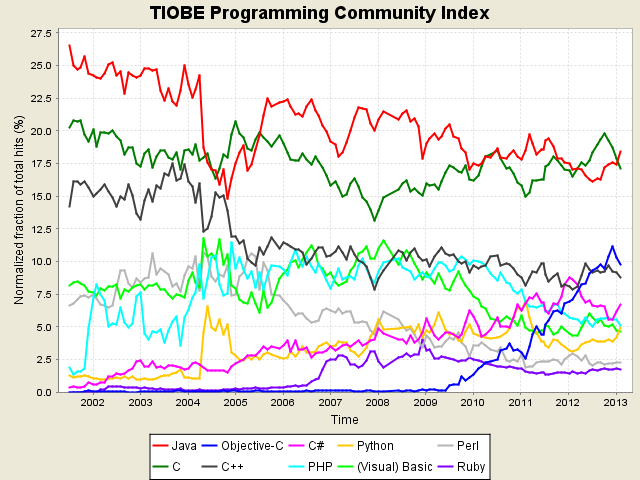 TIOBE Programming Community Index
Normalized fraction of total hits (%)
27.5
25.0
22.5
20.0
17.5
15.0
12.5
10.0
7.5
5.0
2.5
0.0
2002 2003 2004 2005 2006 2007 2008 2009 2010 2011 2012 2013
Time
Java Objective-C C# Python Perl
C C++ PHP (Visual) Basic Ruby